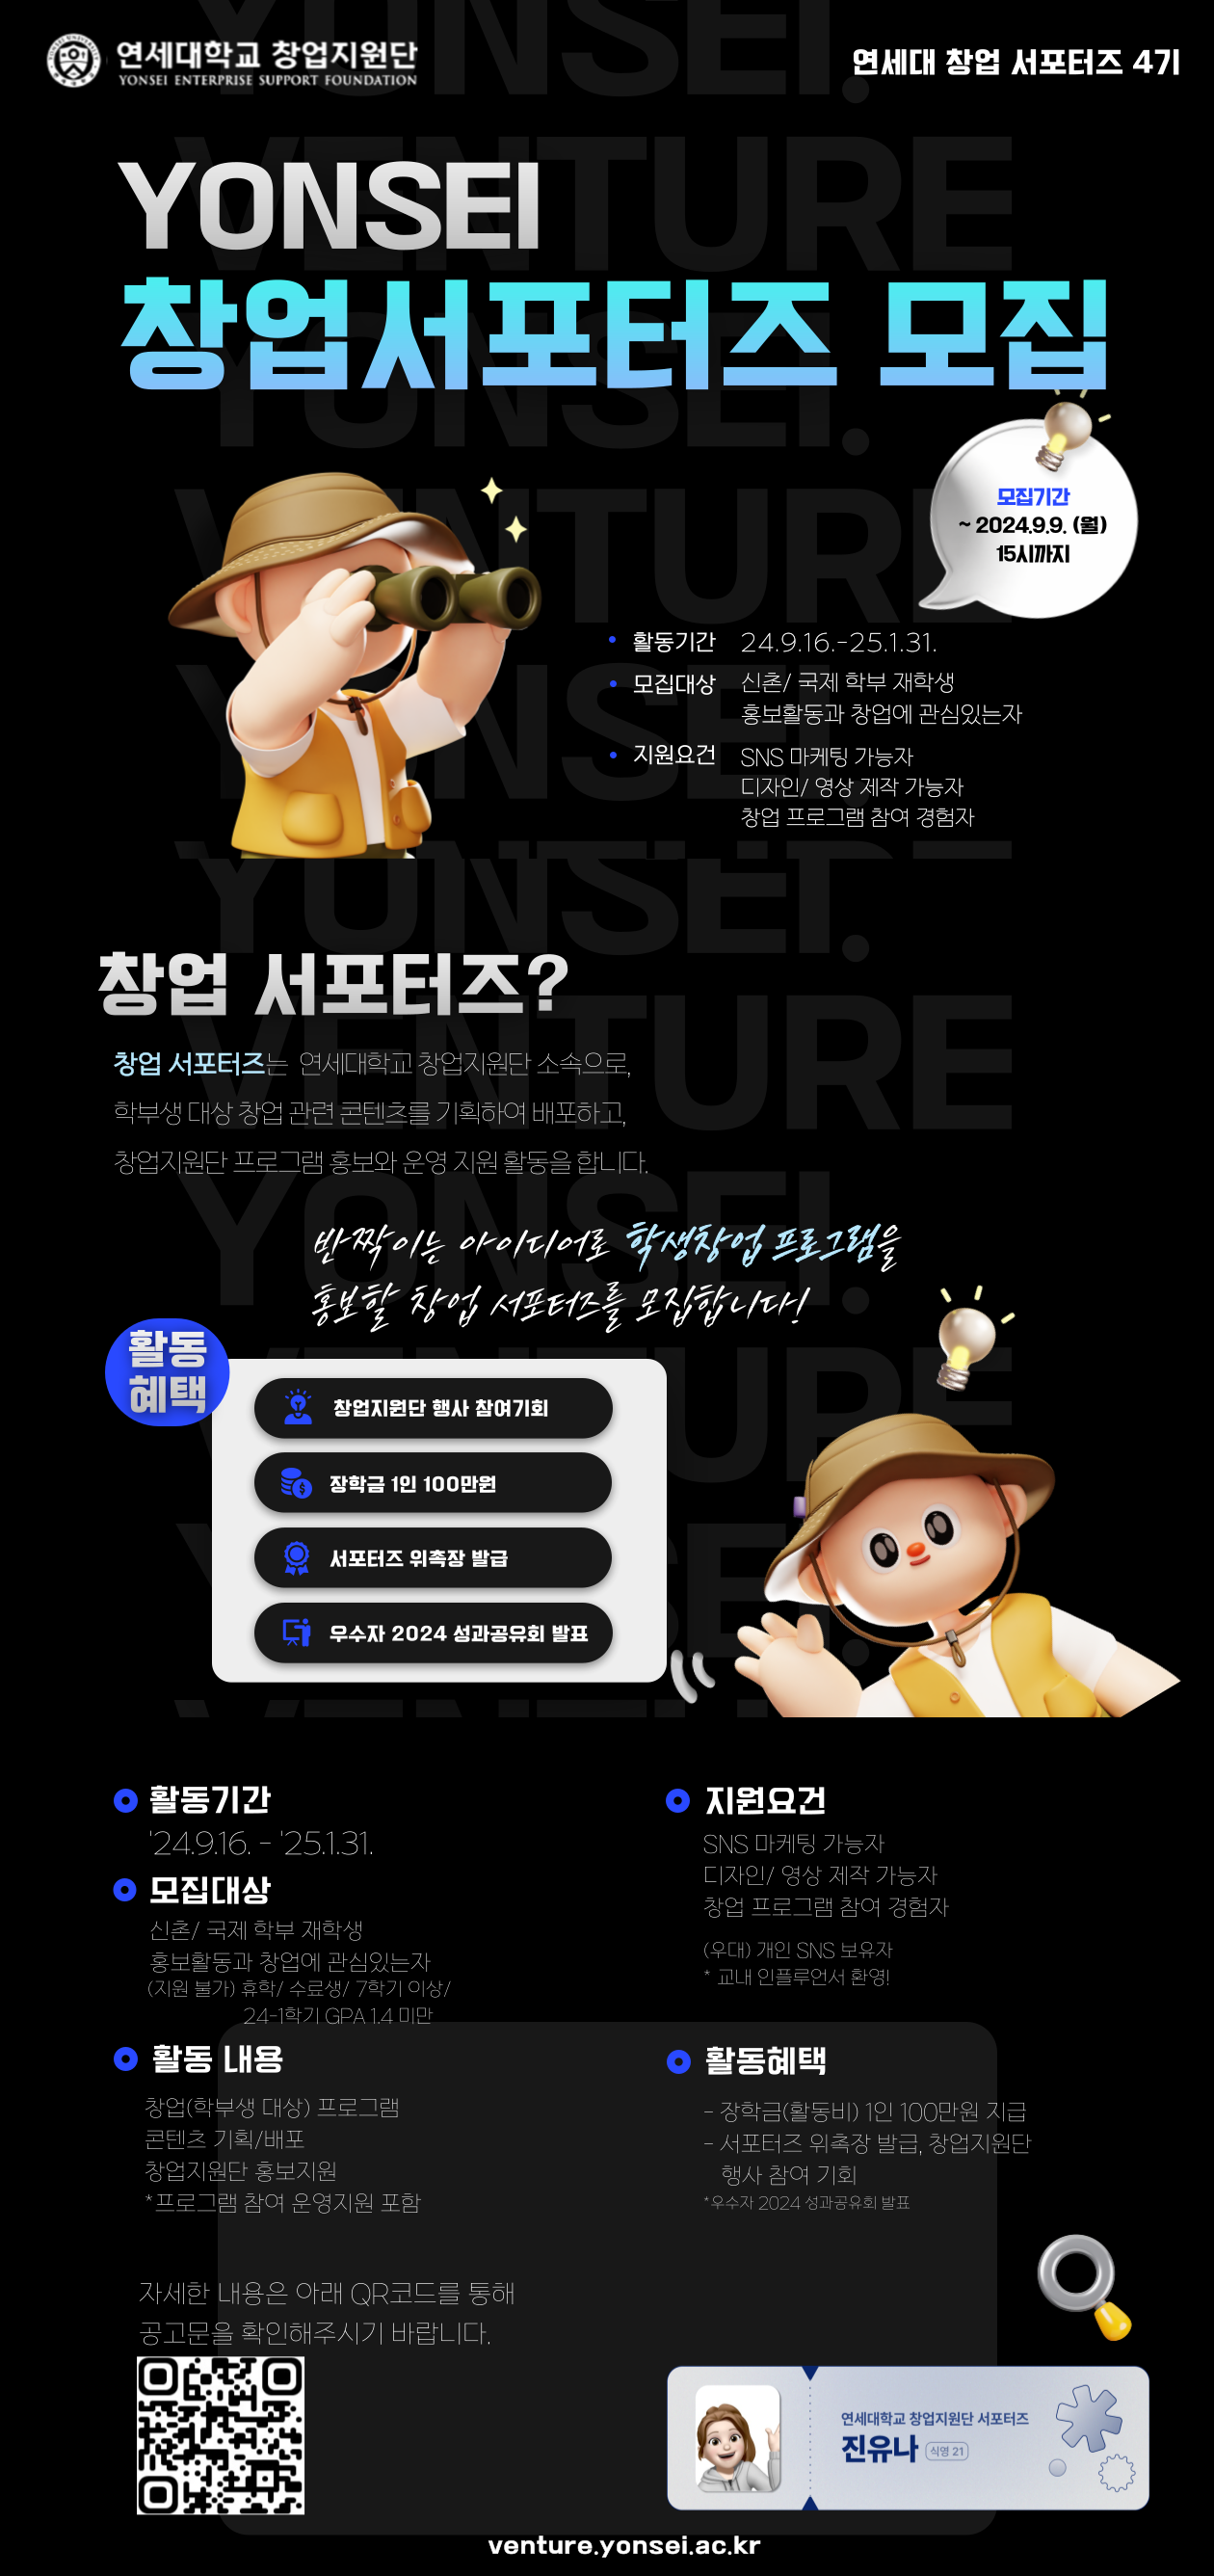 연세대학교 창업지원단
YONSEI ENTERPRISE SUPPORT FOUNDATION
연세대 창업 서포터즈 4기
YONSEI
창업서포터즈 모집
YONSEI.
VENTURE
YONSEI.
VENTURE
YONSEI.
모집기간
~ 2024.9.9. (월)
15시까지
활동기간 24.9.16.-25.1.31.
모집대상 신촌/ 국제 학부 재학생
홍보활동과 창업에 관심있는자
지원요건 SNS 마케팅 가능자
디자인/ 영상 제작 가능자
창업 프로그램 참여 경험자
YONSEI.
VENTURE
YONSEI.
VENTURE
창업 서포터즈?
창업 서포터즈는 연세대학교 창업지원단 소속으로,
학부생 대상 창업 관련 콘텐츠를 기획하여 배포하고,
창업지원단 프로그램 홍보와 운영 지원 활동을 합니다.
반짝이는 아이디어로 학생창업 프로그램을
홍보할 창업 서포터즈를 모집합니다!
활동
혜택
창업지원단 행사 참여기회
장학금 1인 100만원
서포터즈 위촉장 발급
우수자 2024 성과공유회 발표
활동기간
'24.9.16. - '25.1.31.
모집대상
신촌/ 국제 학부 재학생
홍보활동과 창업에 관심있는자
(지원 불가) 휴학/ 수료생/ 7학기 이상/
24-1학기 GPA 1.4 미만
지원요건
SNS 마케팅 가능자
디자인/ 영상 제작 가능자
창업 프로그램 참여 경험자
(우대) 개인 SNS 보유자
* 교내 인플루언서 환영!
활동 내용
창업(학부생 대상) 프로그램
콘텐츠 기획/배포
창업지원단 홍보지원
*프로그램 참여 운영지원 포함
활동혜택
- 장학금(활동비) 1인 100만원 지급
- 서포터즈 위촉장 발급, 창업지원단
행사 참여 기회
*우수자 2024 성과공유회 발표
자세한 내용은 아래 QR코드를 통해
공고문을 확인해주시기 바랍니다.
연세대학교 창업지원단 서포터즈
진유나 식영 21
venture.yonsei.ac.kr